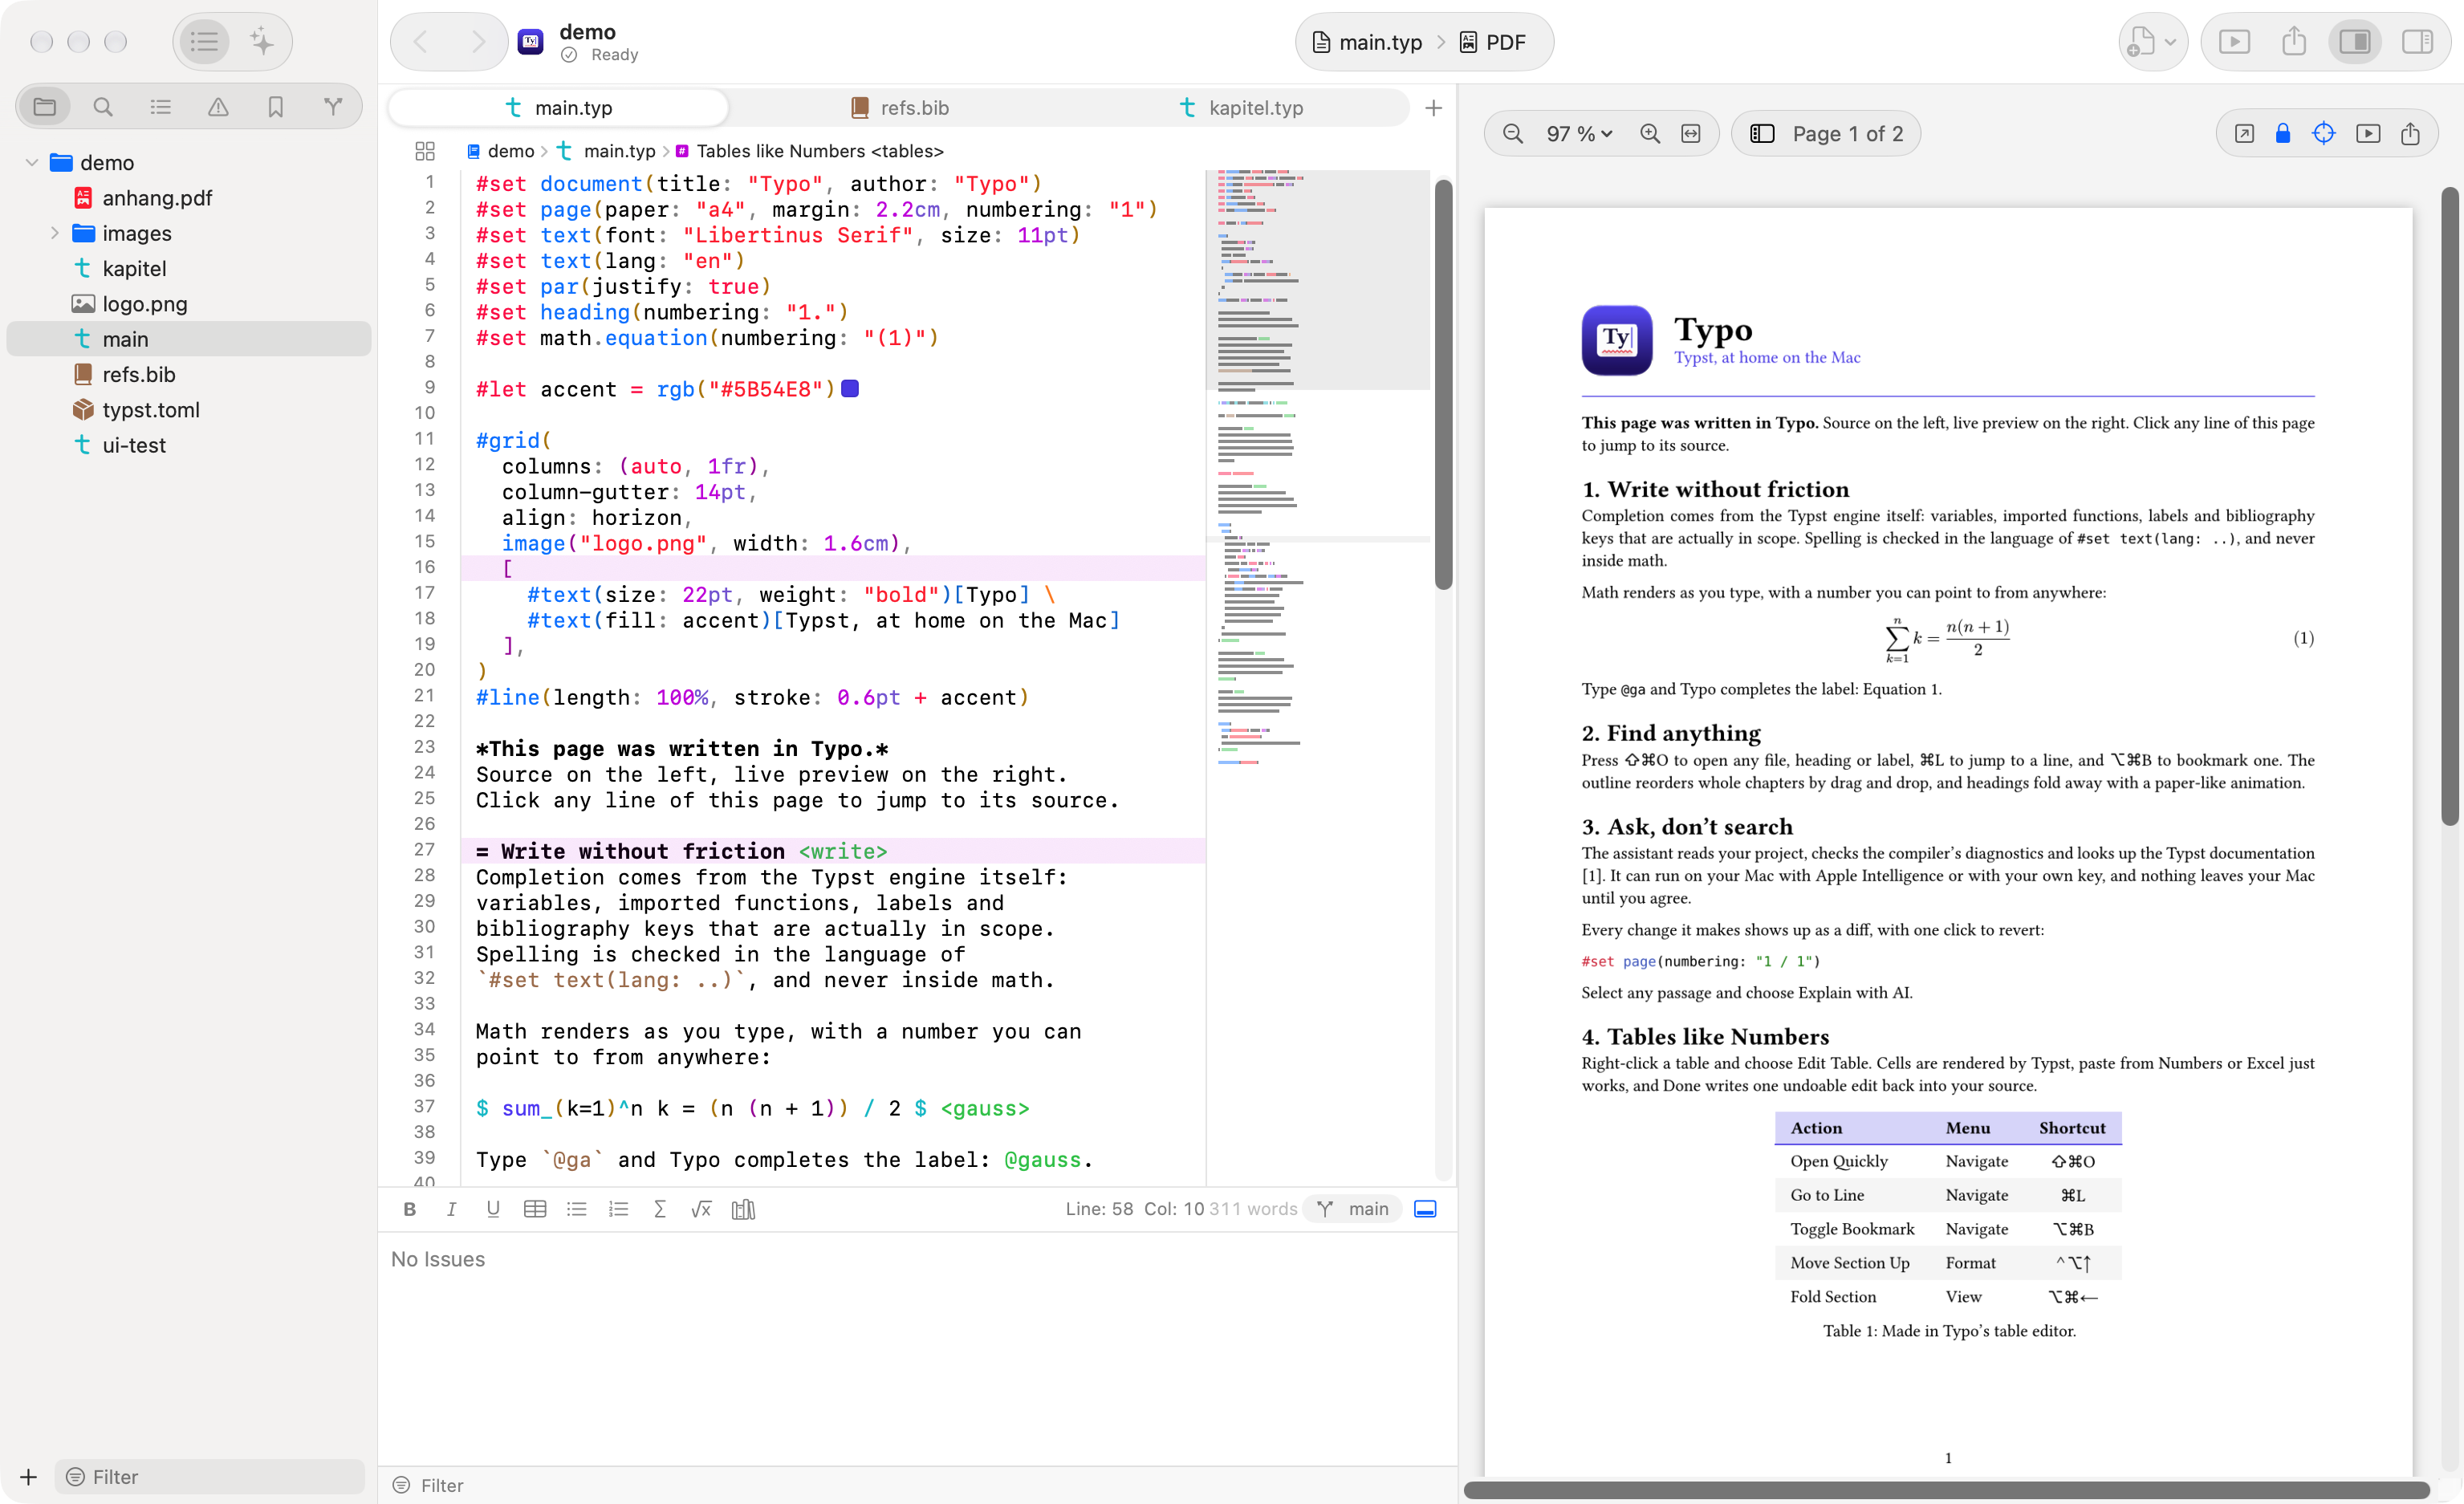 demo
Ready
main.typ
PDF
main.typ
refs.bib
kapitel.typ
demo
anhang.pdf
images
kapitel
logo.png
main
refs.bib
typst.toml
ui-test
Filter
demo main.typ Tables like Numbers <tables>
1 #set document(title: "Typo", author: "Typo")
2 #set page(paper: "a4", margin: 2.2cm, numbering: "1")
3 #set text(font: "Libertinus Serif", size: 11pt)
4 #set text(lang: "en")
5 #set par(justify: true)
6 #set heading(numbering: "1.")
7 #set math.equation(numbering: "(1)")
8
9 #let accent = rgb("#5B54E8")
10
11 #grid(
12 columns: (auto, 1fr),
13 column-gutter: 14pt,
14 align: horizon,
15 image("logo.png", width: 1.6cm),
16 [
17 #text(size: 22pt, weight: "bold")[Typo] \
18 #text(fill: accent)[Typst, at home on the Mac]
19 ],
20 )
21 #line(length: 100%, stroke: 0.6pt + accent)
22
23 *This page was written in Typo.*
24 Source on the left, live preview on the right.
25 Click any line of this page to jump to its source.
26
27 = Write without friction <write>
28 Completion comes from the Typst engine itself:
29 variables, imported functions, labels and
30 bibliography keys that are actually in scope.
31 Spelling is checked in the language of
32 `#set text(lang: ..)`, and never inside math.
33
34 Math renders as you type, with a number you can
35 point to from anywhere:
36
37 $ sum_(k=1)^n k = (n (n + 1)) / 2 $ <gauss>
38
39 Type `@ga` and Typo completes the label: @gauss.
40
B I U
Line: 58 Col: 10 311 words main
No Issues
Filter
97 %
Page 1 of 2
Ty
Typo
Typst, at home on the Mac
This page was written in Typo. Source on the left, live preview on the right. Click any line of this page
to jump to its source.
1. Write without friction
Completion comes from the Typst engine itself: variables, imported functions, labels and bibliography
keys that are actually in scope. Spelling is checked in the language of #set text(lang: ..), and never
inside math.
Math renders as you type, with a number you can point to from anywhere:
∑_{k=1}^{n} k = n(n + 1) / 2 (1)
Type @ga and Typo completes the label: Equation 1.
2. Find anything
Press ⇧⌘O to open any file, heading or label, ⌘L to jump to a line, and ⌥⌘B to bookmark one. The
outline reorders whole chapters by drag and drop, and headings fold away with a paper-like animation.
3. Ask, don’t search
The assistant reads your project, checks the compiler’s diagnostics and looks up the Typst documentation
[1]. It can run on your Mac with Apple Intelligence or with your own key, and nothing leaves your Mac
until you agree.
Every change it makes shows up as a diff, with one click to revert:
#set page(numbering: "1 / 1")
Select any passage and choose Explain with AI.
4. Tables like Numbers
Right-click a table and choose Edit Table. Cells are rendered by Typst, paste from Numbers or Excel just
works, and Done writes one undoable edit back into your source.
Action Menu Shortcut
Open Quickly Navigate ⇧⌘O
Go to Line Navigate ⌘L
Toggle Bookmark Navigate ⌥⌘B
Move Section Up Format ^⌥↑
Fold Section View ⌥⌘←
Table 1: Made in Typo’s table editor.
1